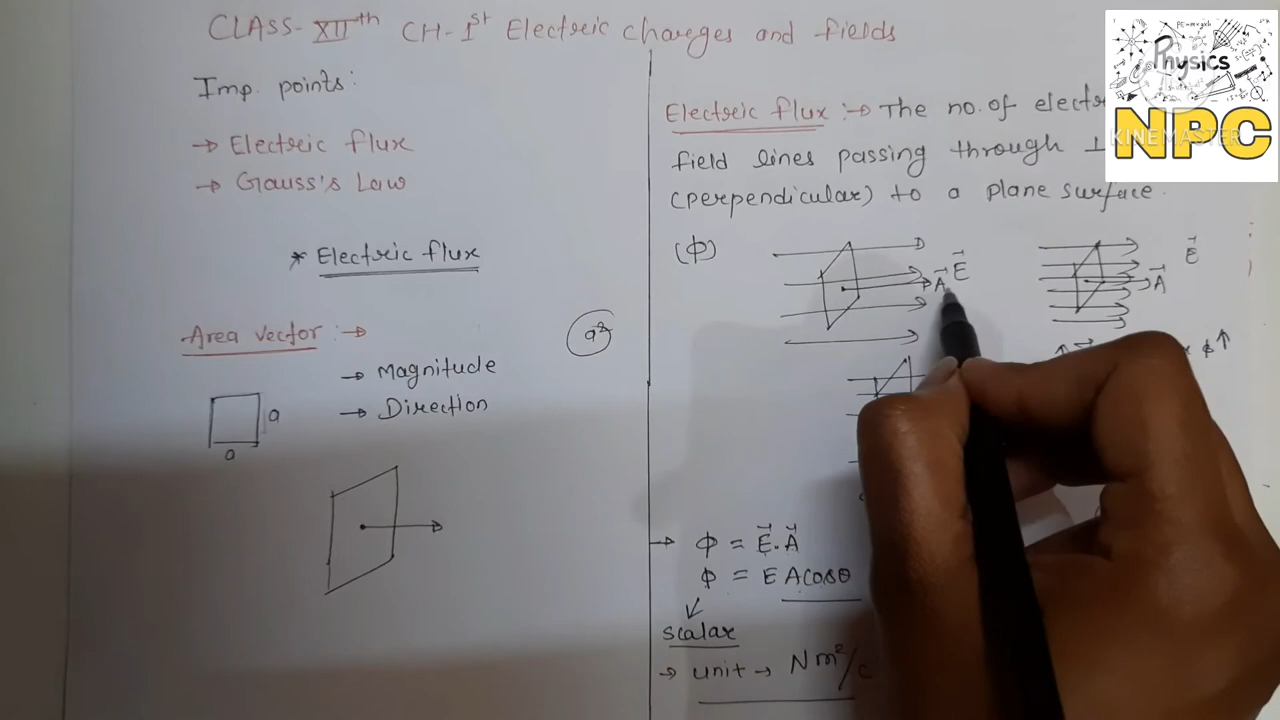 CLASS-XIIth CH-1st Electric charges and fields
Imp. points:
→ Electric flux
→ Gauss's Law
* Electric flux
Area vector :→
→ Magnitude
→ Direction
a²
a
a
Electric flux :→ The no. of electr
field lines passing through ⊥
(perpendicular) to a plane surface.
(ϕ)
E⃗
A⃗
E⃗
A⃗
ϕ↑
→ ϕ = E⃗.A⃗
ϕ = E A cosθ
scalar
→ unit → Nm²/c
Physics
NPC
KINEMASTER